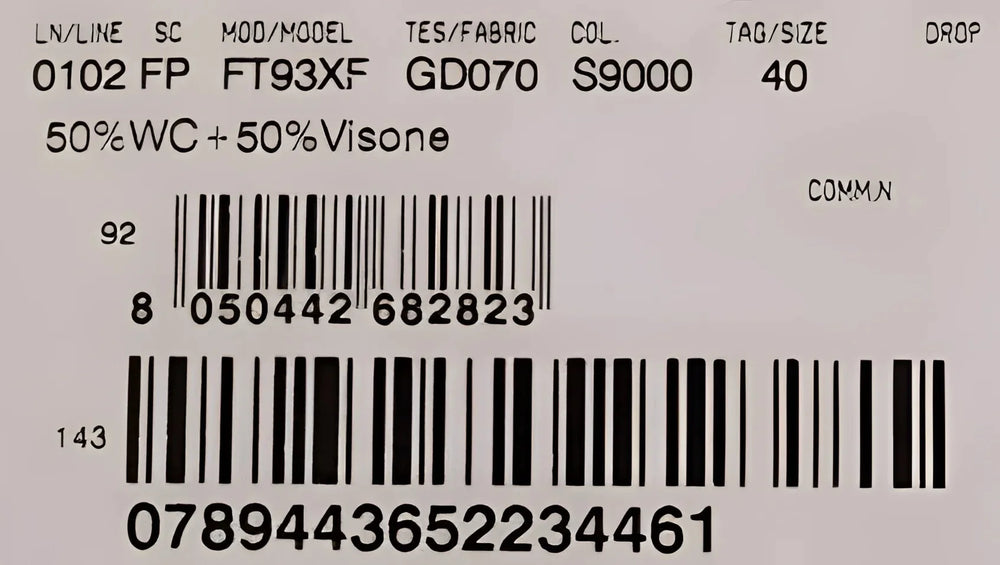 LN/LINE SC MOD/MODEL TES/FABRIC COL. TAG/SIZE DROP
0102 FP FT93XF GD070 S9000 40
50%WC+50%Visone
COMM.N
92
8 050442 682823
143
0789443652234461